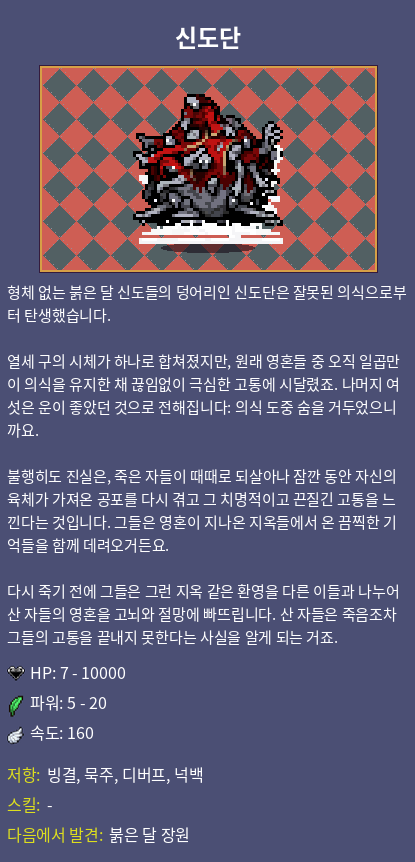 신도단
형체 없는 붉은 달 신도들의 덩어리인 신도단은 잘못된 의식으로부
터 탄생했습니다.
열세 구의 시체가 하나로 합쳐졌지만, 원래 영혼들 중 오직 일곱만
이 의식을 유지한 채 끊임없이 극심한 고통에 시달렸죠. 나머지 여
섯은 운이 좋았던 것으로 전해집니다: 의식 도중 숨을 거두었으니
까요.
불행히도 진실은, 죽은 자들이 때때로 되살아나 잠깐 동안 자신의
육체가 가져온 공포를 다시 겪고 그 치명적이고 끈질긴 고통을 느
낀다는 것입니다. 그들은 영혼이 지나온 지옥들에서 온 끔찍한 기
억들을 함께 데려오거든요.
다시 죽기 전에 그들은 그런 지옥 같은 환영을 다른 이들과 나누어
산 자들의 영혼을 고뇌와 절망에 빠뜨립니다. 산 자들은 죽음조차
그들의 고통을 끝내지 못한다는 사실을 알게 되는 거죠.
HP: 7 - 10000
파워: 5 - 20
속도: 160
저항: 빙결, 묵주, 디버프, 넉백
스킬: -
다음에서 발견: 붉은 달 장원